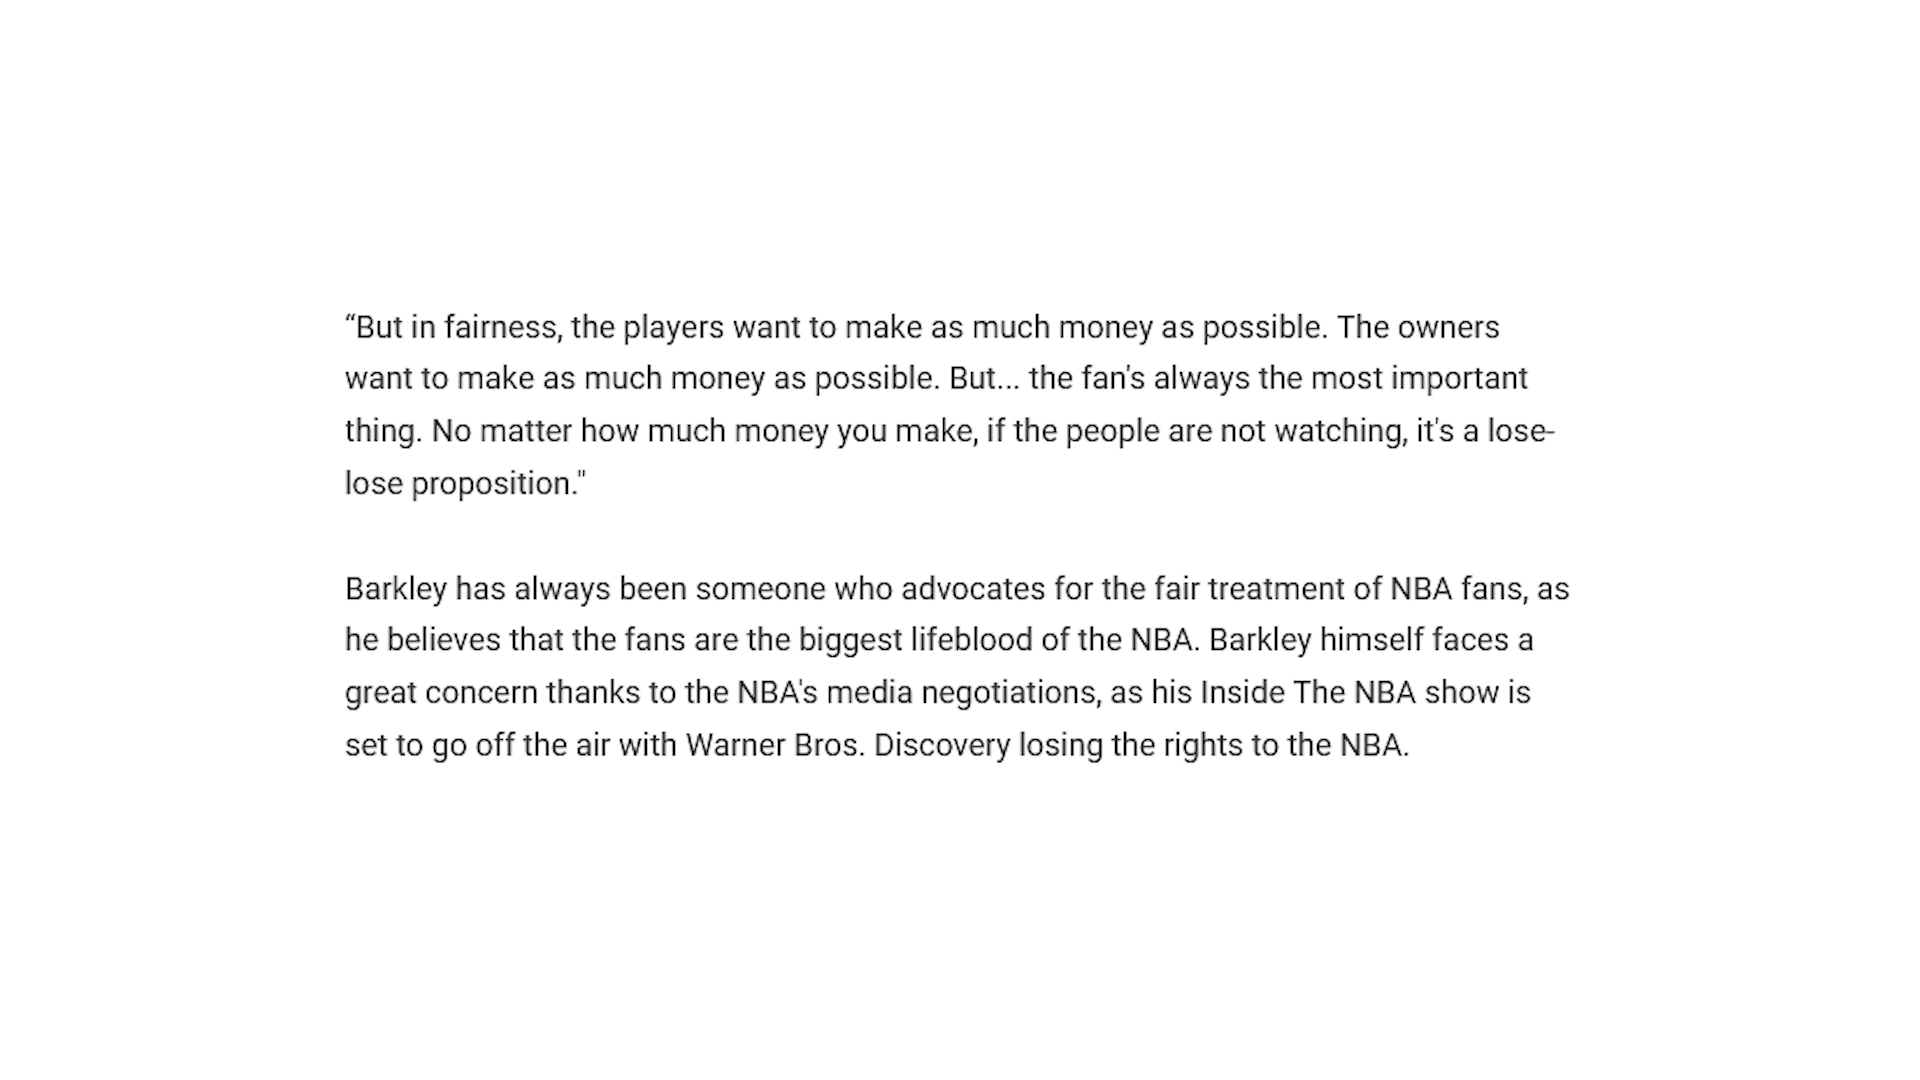 “But in fairness, the players want to make as much money as possible. The owners
want to make as much money as possible. But... the fan's always the most important
thing. No matter how much money you make, if the people are not watching, it's a lose-
lose proposition."
Barkley has always been someone who advocates for the fair treatment of NBA fans, as
he believes that the fans are the biggest lifeblood of the NBA. Barkley himself faces a
great concern thanks to the NBA's media negotiations, as his Inside The NBA show is
set to go off the air with Warner Bros. Discovery losing the rights to the NBA.